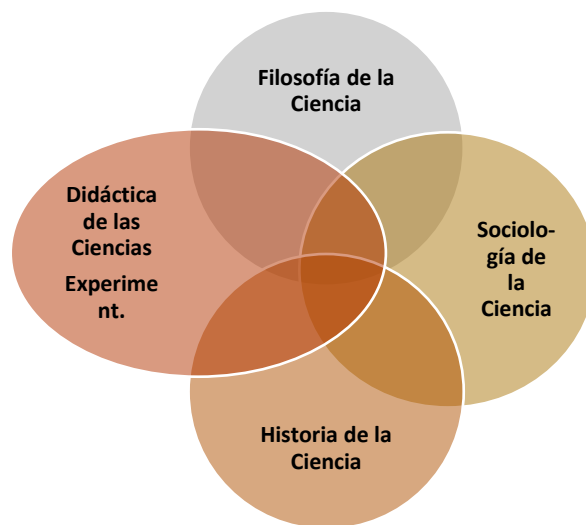 Filosofía de la
Ciencia
Didáctica
de las
Ciencias
Experime
nt.
Sociolo-
gía de
la
Ciencia
Historia de la
Ciencia